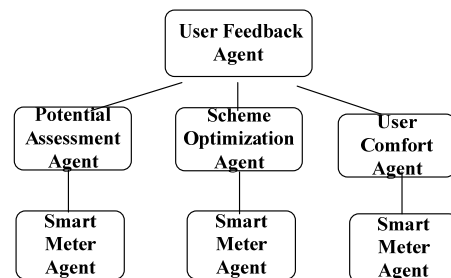 User Feedback
Agent
Potential
Assessment
Agent
Scheme
Optimization
Agent
User
Comfort
Agent
Smart
Meter
Agent
Smart
Meter
Agent
Smart
Meter
Agent